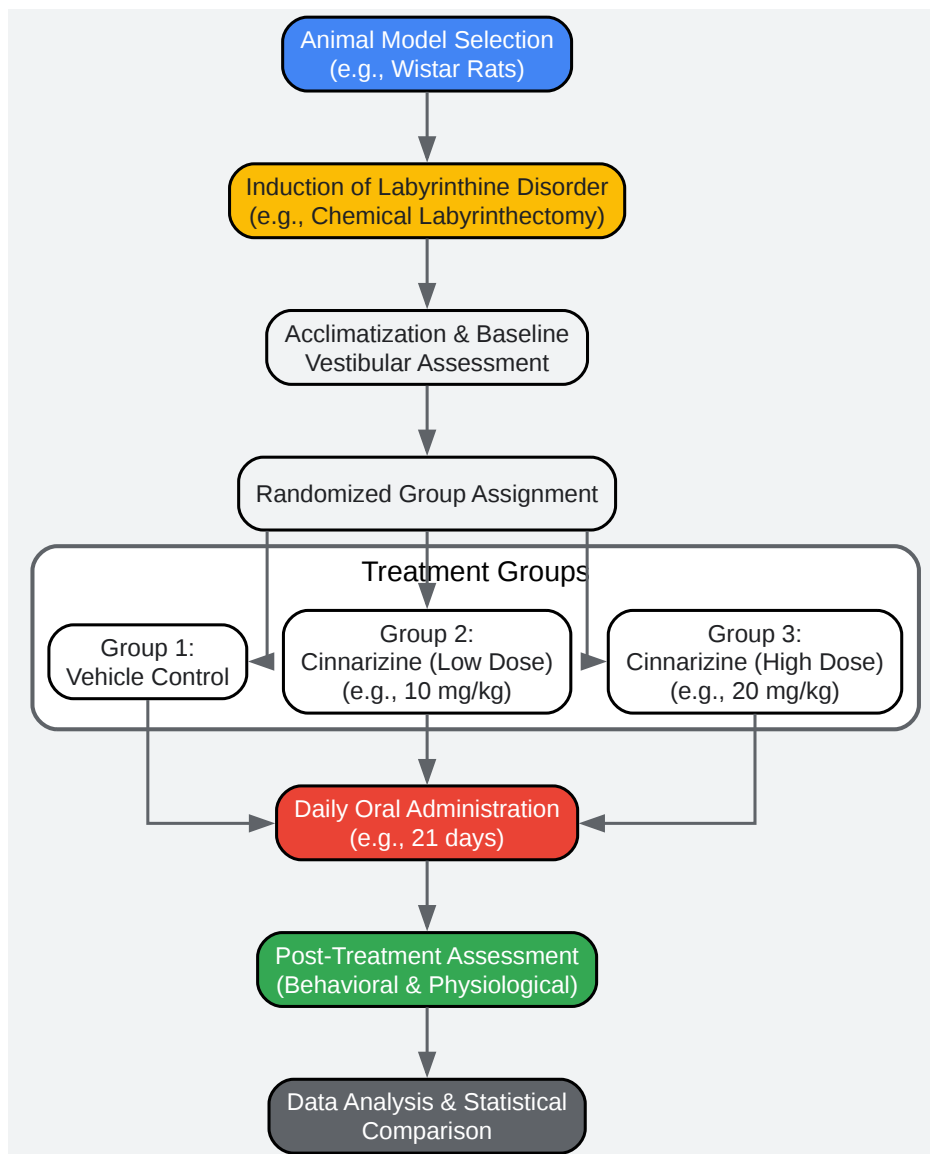 Animal Model Selection
(e.g., Wistar Rats)
Induction of Labyrinthine Disorder
(e.g., Chemical Labyrinthectomy)
Acclimatization & Baseline
Vestibular Assessment
Randomized Group Assignment
Treatment Groups
Group 1:
Vehicle Control
Group 2:
Cinnarizine (Low Dose)
(e.g., 10 mg/kg)
Group 3:
Cinnarizine (High Dose)
(e.g., 20 mg/kg)
Daily Oral Administration
(e.g., 21 days)
Post-Treatment Assessment
(Behavioral & Physiological)
Data Analysis & Statistical
Comparison